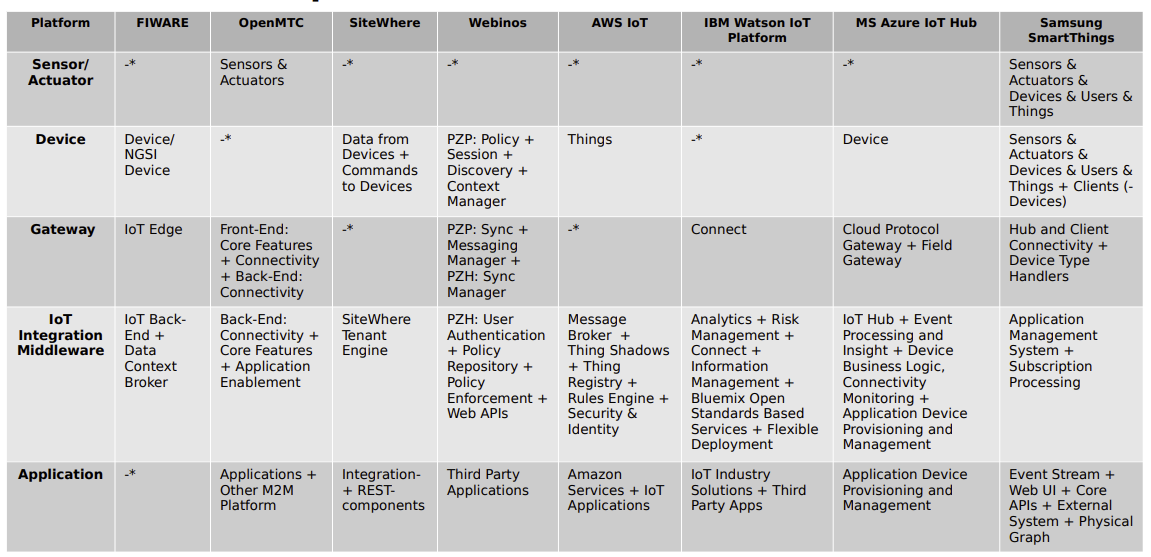 Platform
FIWARE
OpenMTC
SiteWhere
Webinos
AWS IoT
IBM Watson IoT
Platform
MS Azure IoT Hub
Samsung
SmartThings
Sensor/
Actuator
-*
Sensors &
Actuators
-*
-*
-*
-*
-*
Sensors &
Actuators &
Devices & Users &
Things
Device
Device/
NGSI
Device
-*
Data from
Devices +
Commands
to Devices
PZP: Policy +
Session +
Discovery +
Context
Manager
Things
-*
Device
Sensors &
Actuators &
Devices & Users &
Things + Clients (-
Devices)
Gateway
IoT Edge
Front-End:
Core Features
+ Connectivity
+ Back-End:
Connectivity
-*
PZP: Sync +
Messaging
Manager +
PZH: Sync
Manager
-*
Connect
Cloud Protocol
Gateway + Field
Gateway
Hub and Client
Connectivity +
Device Type
Handlers
IoT
Integration
Middleware
IoT Back-
End +
Data
Context
Broker
Back-End:
Connectivity +
Core Features
+ Application
Enablement
SiteWhere
Tenant
Engine
PZH: User
Authentication
+ Policy
Repository +
Policy
Enforcement +
Web APIs
Message
Broker +
Thing Shadows
+ Thing
Registry +
Rules Engine +
Security &
Identity
Analytics + Risk
Management +
Connect +
Information
Management +
Bluemix Open
Standards Based
Services + Flexible
Deployment
IoT Hub + Event
Processing and
Insight + Device
Business Logic,
Connectivity
Monitoring +
Application Device
Provisioning and
Management
Application
Management
System +
Subscription
Processing
Application
-*
Applications +
Other M2M
Platform
Integration-
+ REST-
components
Third Party
Applications
Amazon
Services + IoT
Applications
IoT Industry
Solutions + Third
Party Apps
Application Device
Provisioning and
Management
Event Stream +
Web UI + Core
APIs + External
System + Physical
Graph